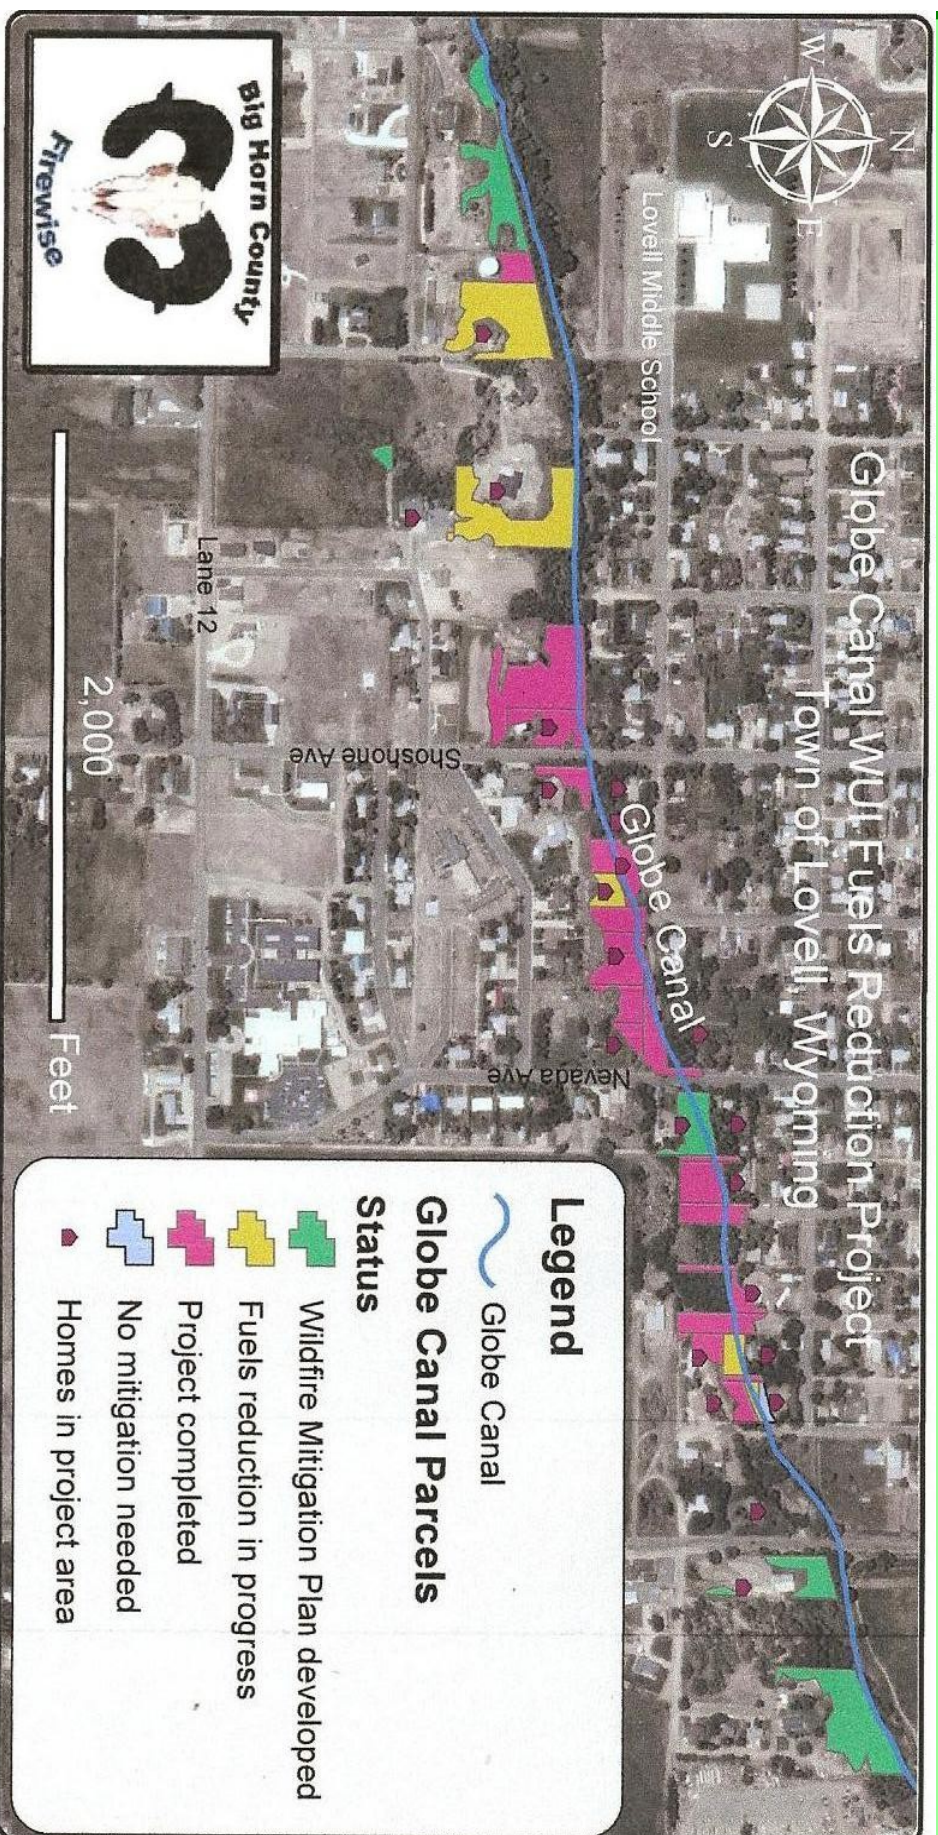 Globe Canal WUI Fuels Reduction Project
Town of Lovell, Wyoming
N
W
E
S
Lovell Middle School
Globe Canal
Shoshone Ave
Nevada Ave
Lane 12
2,000
Feet
Big Horn County
Firewise
Legend
Globe Canal
Globe Canal Parcels
Status
Wildfire Mitigation Plan developed
Fuels reduction in progress
Project completed
No mitigation needed
Homes in project area